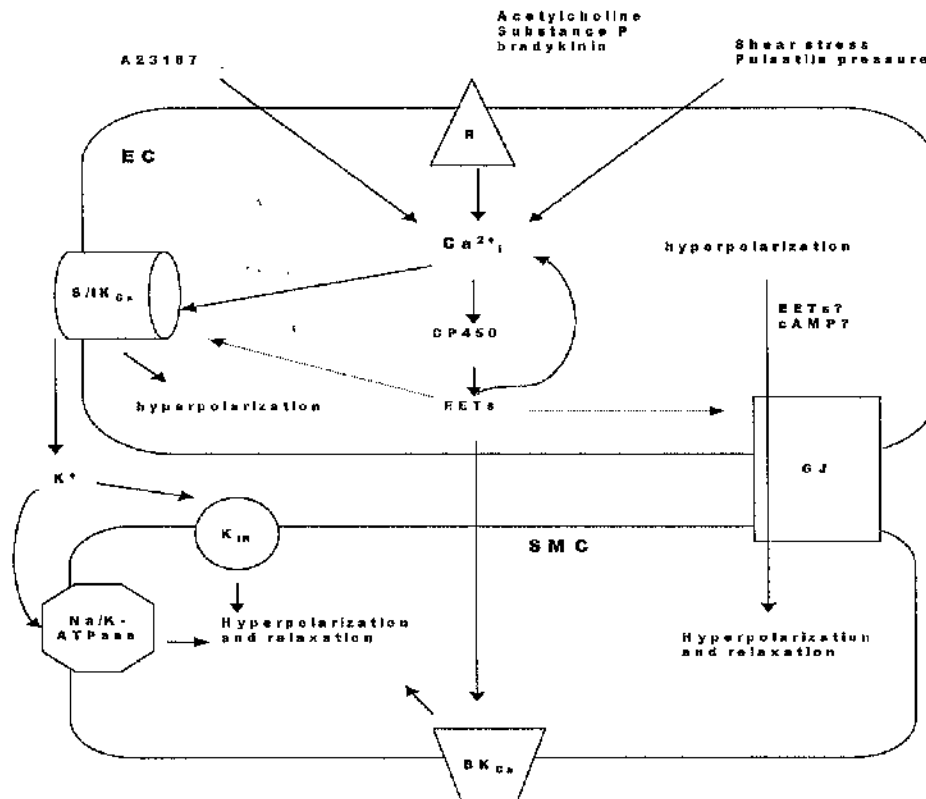 Acetylcholine
Substance P
bradykinin
A23187
Shear stress
Pulsatile pressure
R
EC
Ca²⁺i
hyperpolarization
S/IKCa
EETs?
cAMP?
CP450
hyperpolarization
EETs
GJ
K⁺
KIR
SMC
Na/K-
ATPase
Hyperpolarization
and relaxation
Hyperpolarization
and relaxation
BKCa